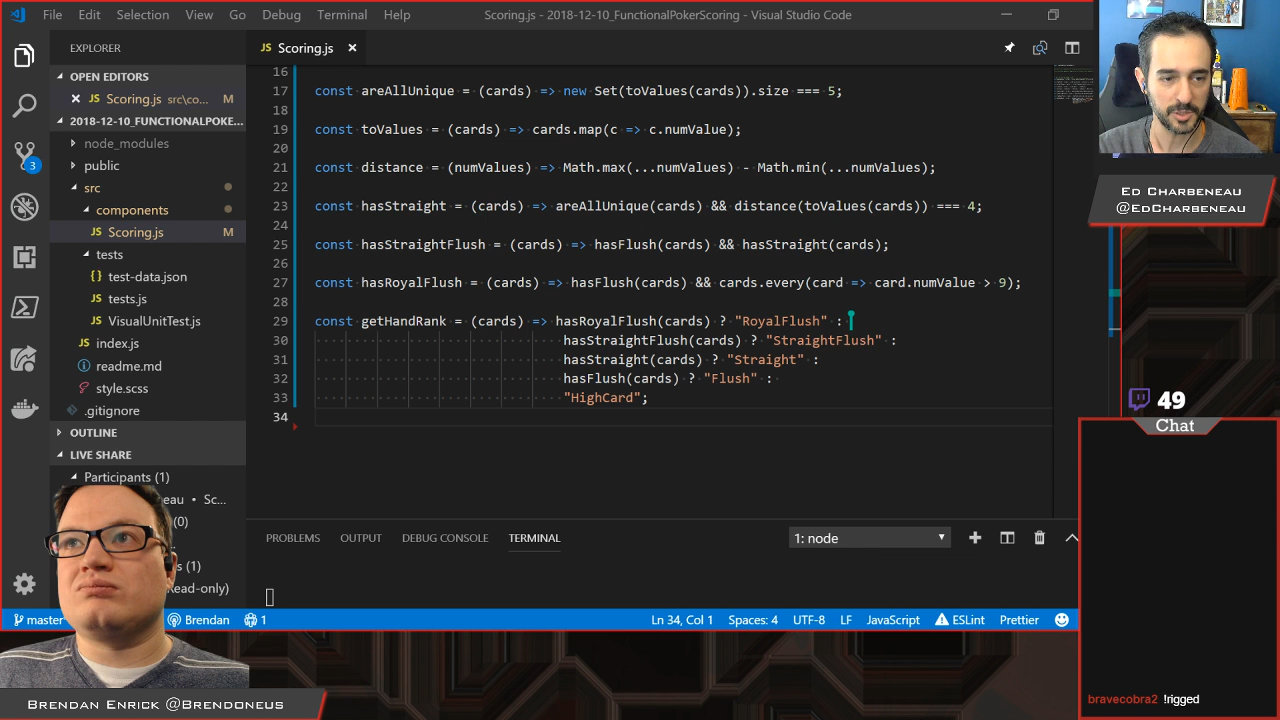 File Edit Selection View Go Debug Terminal Help
Scoring.js - 2018-12-10_FunctionalPokerScoring - Visual Studio Code
EXPLORER
OPEN EDITORS
JS Scoring.js src\co... M
2018-12-10_FUNCTIONALPOKE...
node_modules
public
src
components
JS Scoring.js M
tests
{} test-data.json
JS tests.js
JS VisualUnitTest.js
JS index.js
readme.md
style.scss
.gitignore
OUTLINE
LIVE SHARE
Participants (1)
eau • Sc...
(0)
s (1)
Read-only)
3
JS Scoring.js
16
17 const areAllUnique = (cards) => new Set(toValues(cards)).size === 5;
18
19 const toValues = (cards) => cards.map(c => c.numValue);
20
21 const distance = (numValues) => Math.max(...numValues) - Math.min(...numValues);
22
23 const hasStraight = (cards) => areAllUnique(cards) && distance(toValues(cards)) === 4;
24
25 const hasStraightFlush = (cards) => hasFlush(cards) && hasStraight(cards);
26
27 const hasRoyalFlush = (cards) => hasFlush(cards) && cards.every(card => card.numValue > 9);
28
29 const getHandRank = (cards) => hasRoyalFlush(cards) ? "RoyalFlush" :
30 hasStraightFlush(cards) ? "StraightFlush" :
31 hasStraight(cards) ? "Straight" :
32 hasFlush(cards) ? "Flush" :
33 "HighCard";
34
PROBLEMS OUTPUT DEBUG CONSOLE TERMINAL 1: node
master Brendan 1 Ln 34, Col 1 Spaces: 4 UTF-8 LF JavaScript ESLint Prettier
Ed Charbeneau
@EdCharbeneau
49
Chat
bravecobra2 !rigged
Brendan Enrick @Brendoneus